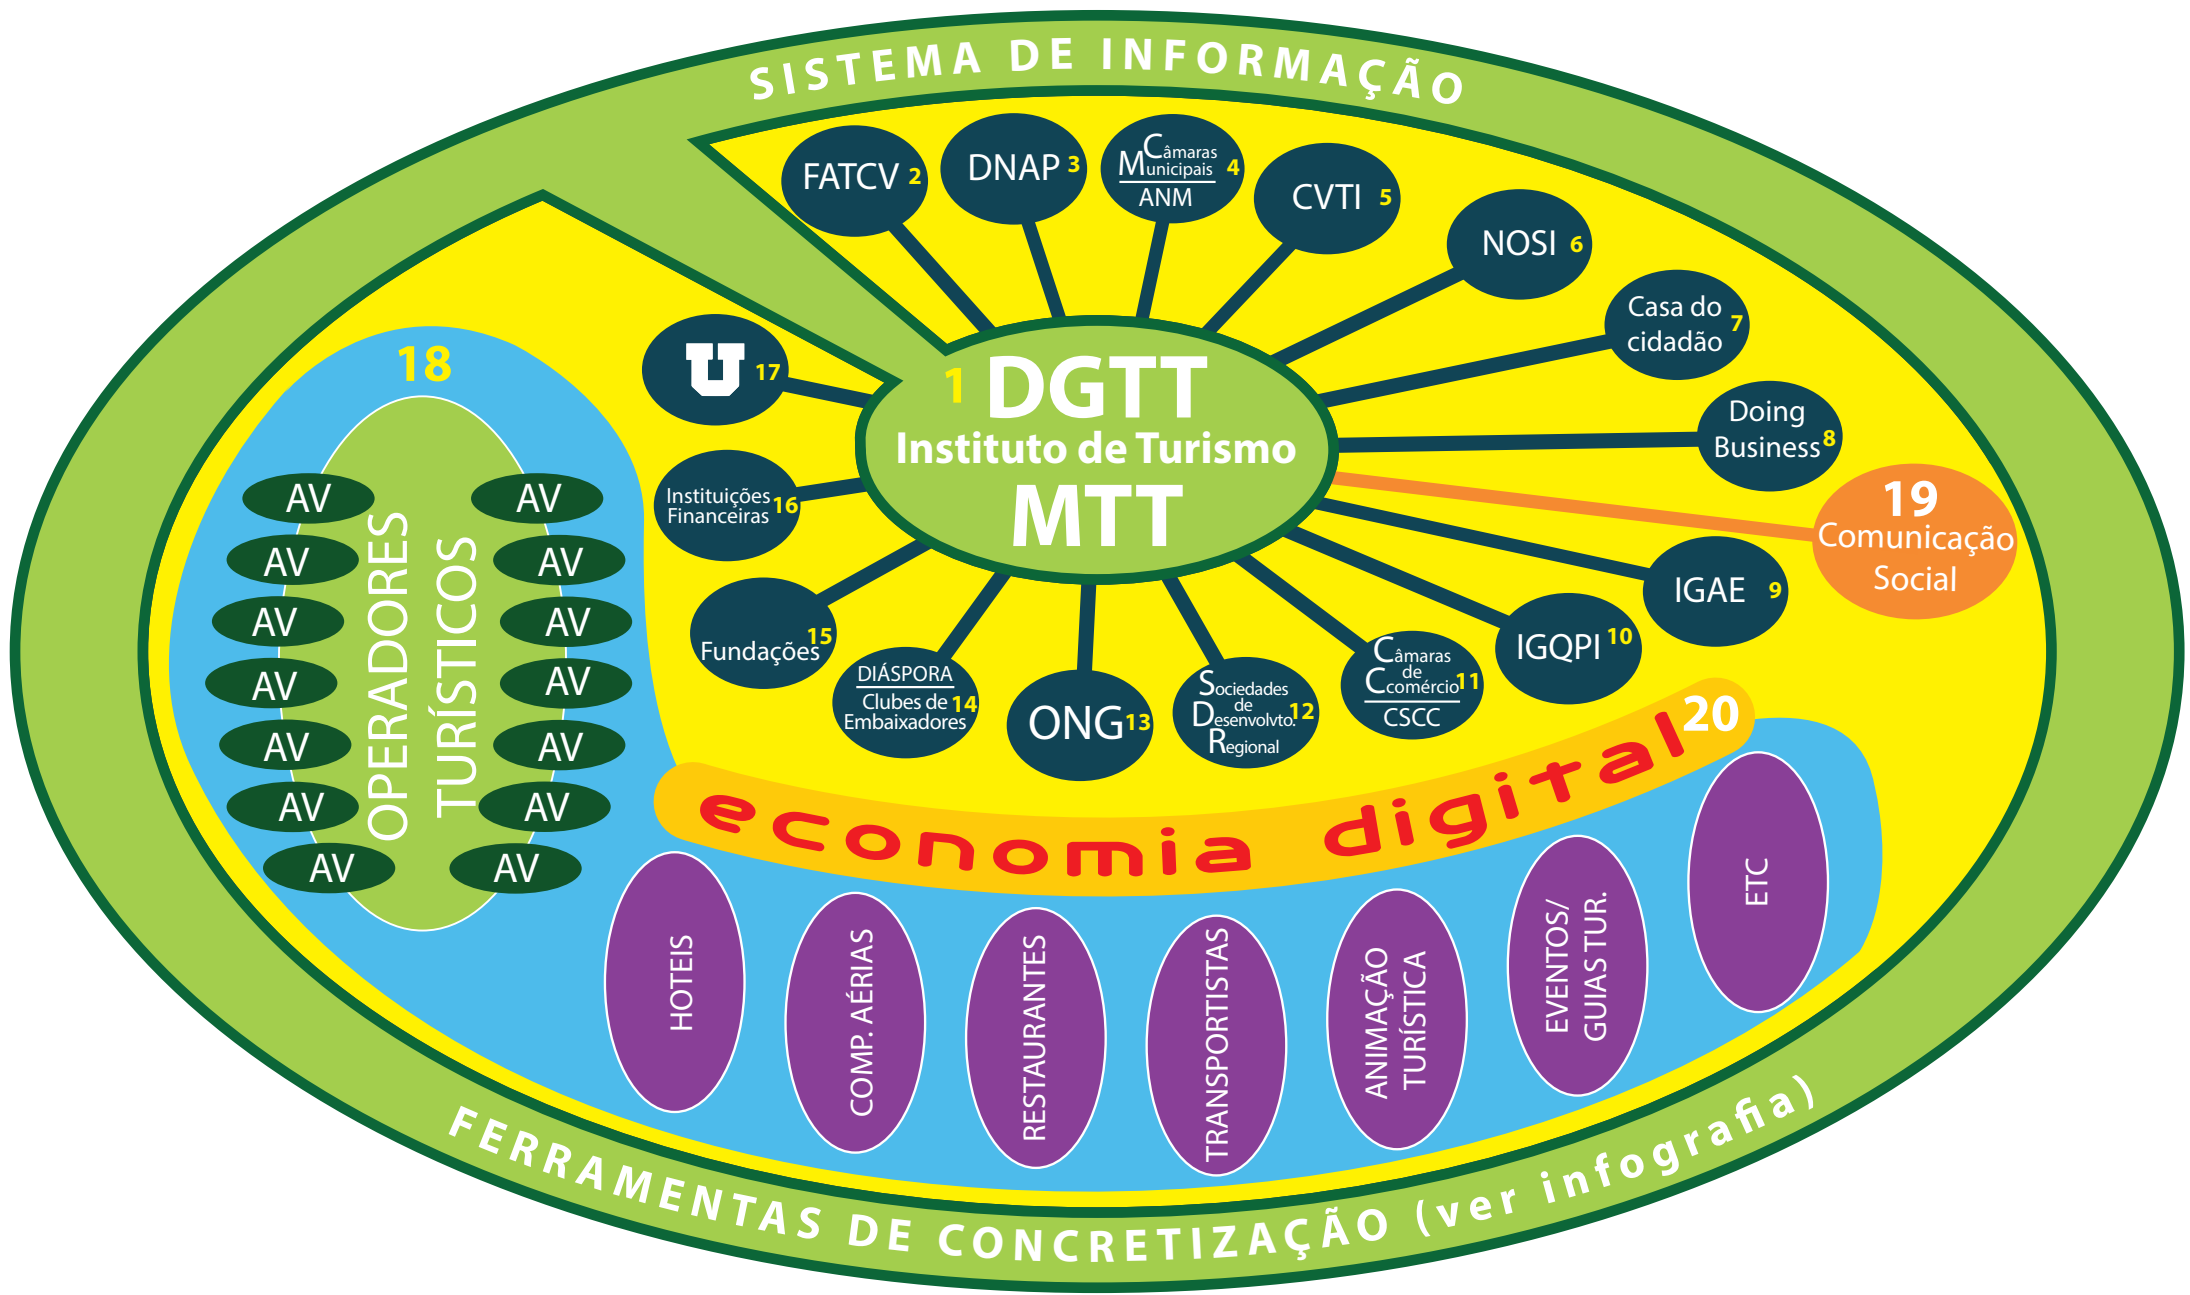 SISTEMA DE INFORMAÇÃO
FATCV 2
DNAP 3
Câmaras
Municipais 4
ANM
CVTI 5
NOSI 6
Casa do
cidadão 7
Doing
Business 8
19
Comunicação
Social
IGAE 9
IGQPI 10
Câmaras
de
Ccomércio 11
CSCC
Sociedades
de
Desenvolvto. 12
Regional
ONG 13
DIÁSPORA
Clubes de 14
Embaixadores
Fundações 15
Instituições
Financeiras 16
U 17
1 DGTT
Instituto de Turismo
MTT
18
OPERADORES
TURÍSTICOS
AV
AV
AV
AV
AV
AV
AV
AV
AV
AV
AV
AV
AV
AV
economia digital 20
HOTEIS
COMP. AÉRIAS
RESTAURANTES
TRANSPORTISTAS
ANIMAÇÃO
TURÍSTICA
EVENTOS/
GUIAS TUR.
ETC
FERRAMENTAS DE CONCRETIZAÇÃO (ver infografia)